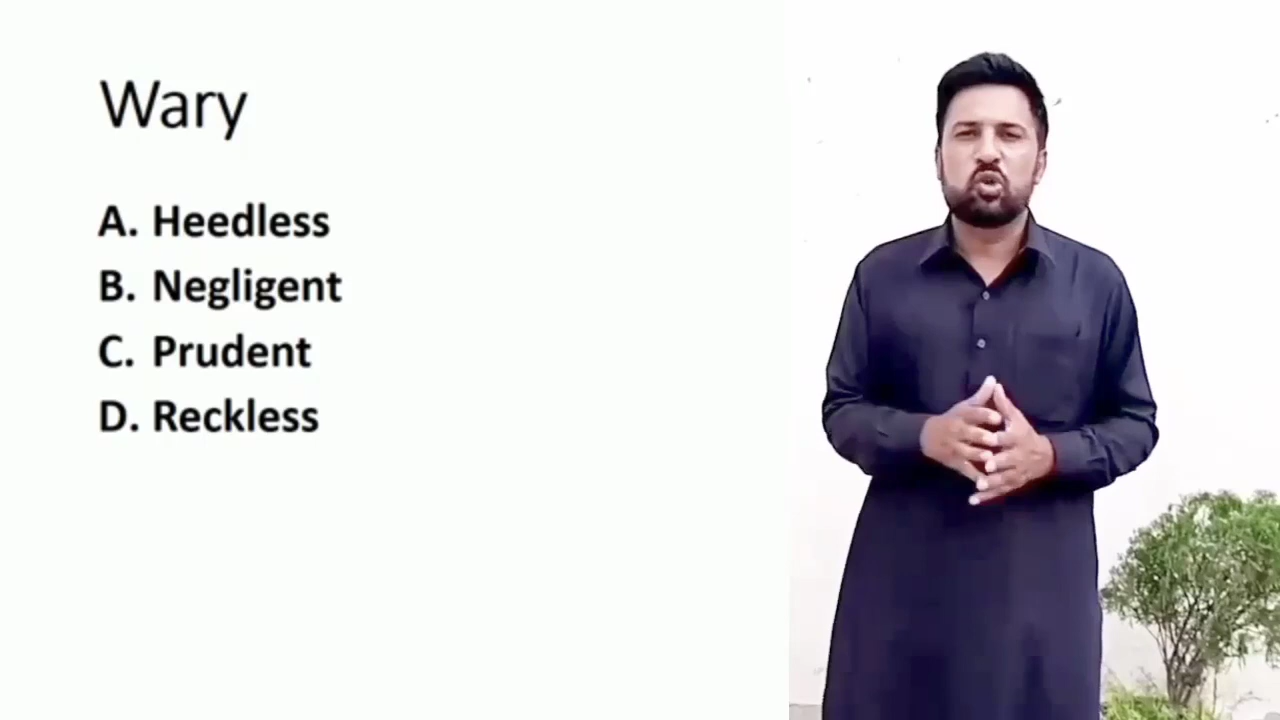 Wary
A. Heedless
B. Negligent
C. Prudent
D. Reckless